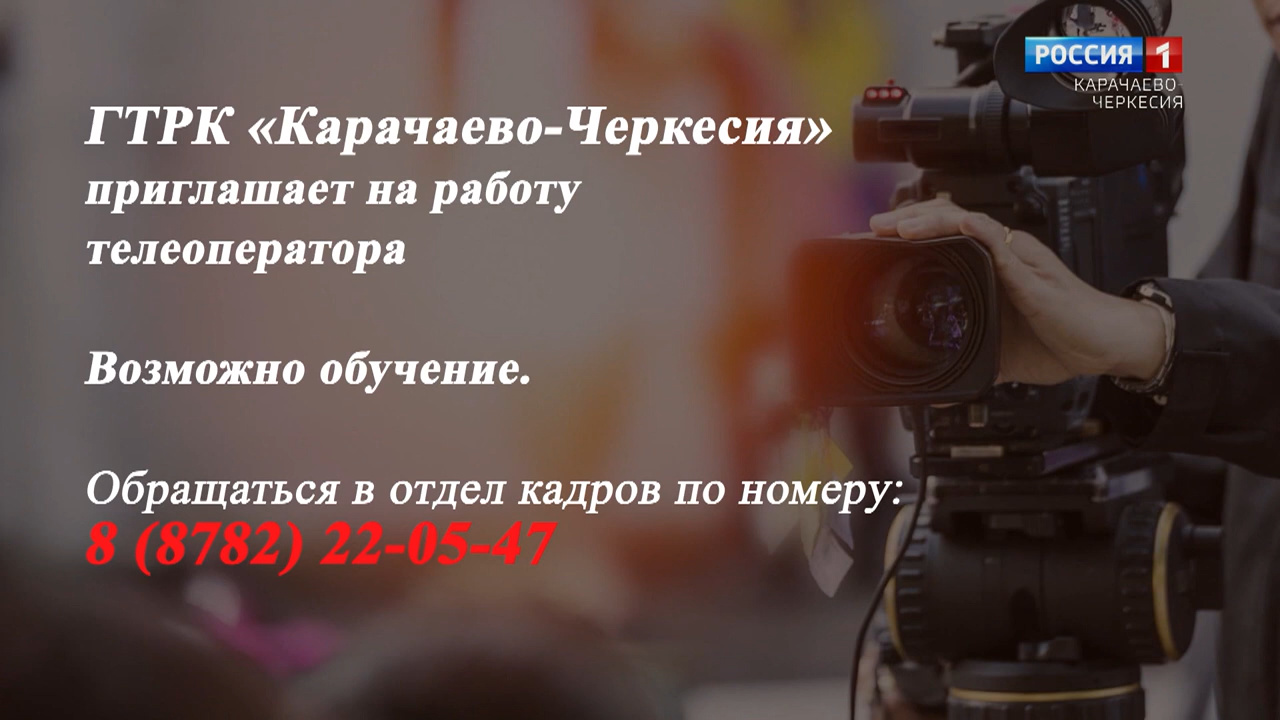 РОССИЯ 1
КАРАЧАЕВО-
ЧЕРКЕСИЯ
ГТРК «Карачаево-Черкесия»
приглашает на работу
телеоператора
Возможно обучение.
Обращаться в отдел кадров по номеру:
8 (8782) 22-05-47